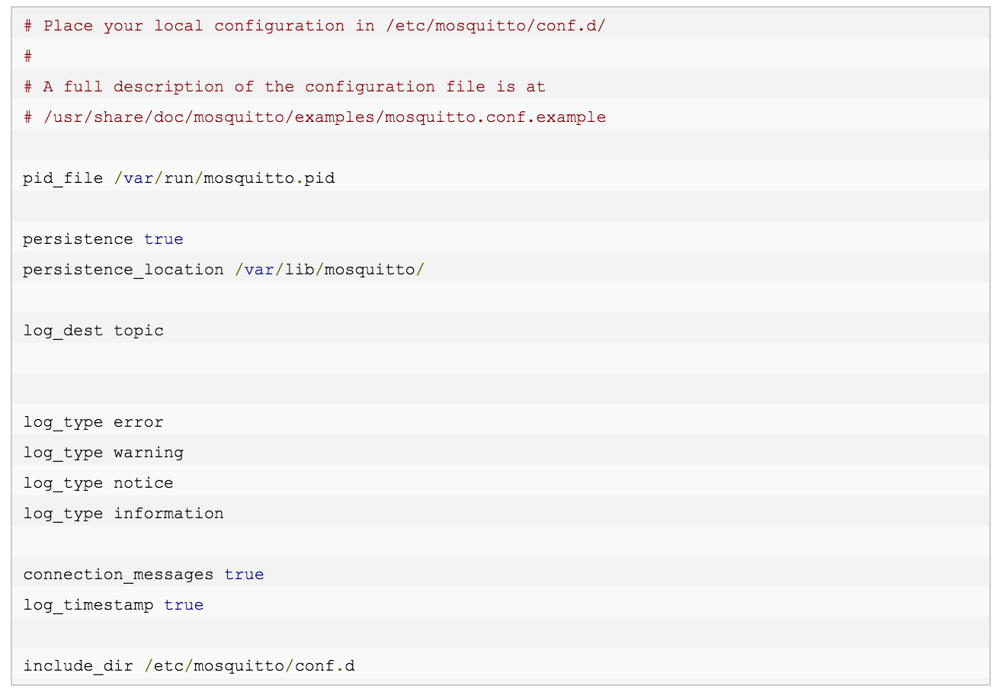 # Place your local configuration in /etc/mosquitto/conf.d/
#
# A full description of the configuration file is at
# /usr/share/doc/mosquitto/examples/mosquitto.conf.example
pid_file /var/run/mosquitto.pid
persistence true
persistence_location /var/lib/mosquitto/
log_dest topic
log_type error
log_type warning
log_type notice
log_type information
connection_messages true
log_timestamp true
include_dir /etc/mosquitto/conf.d